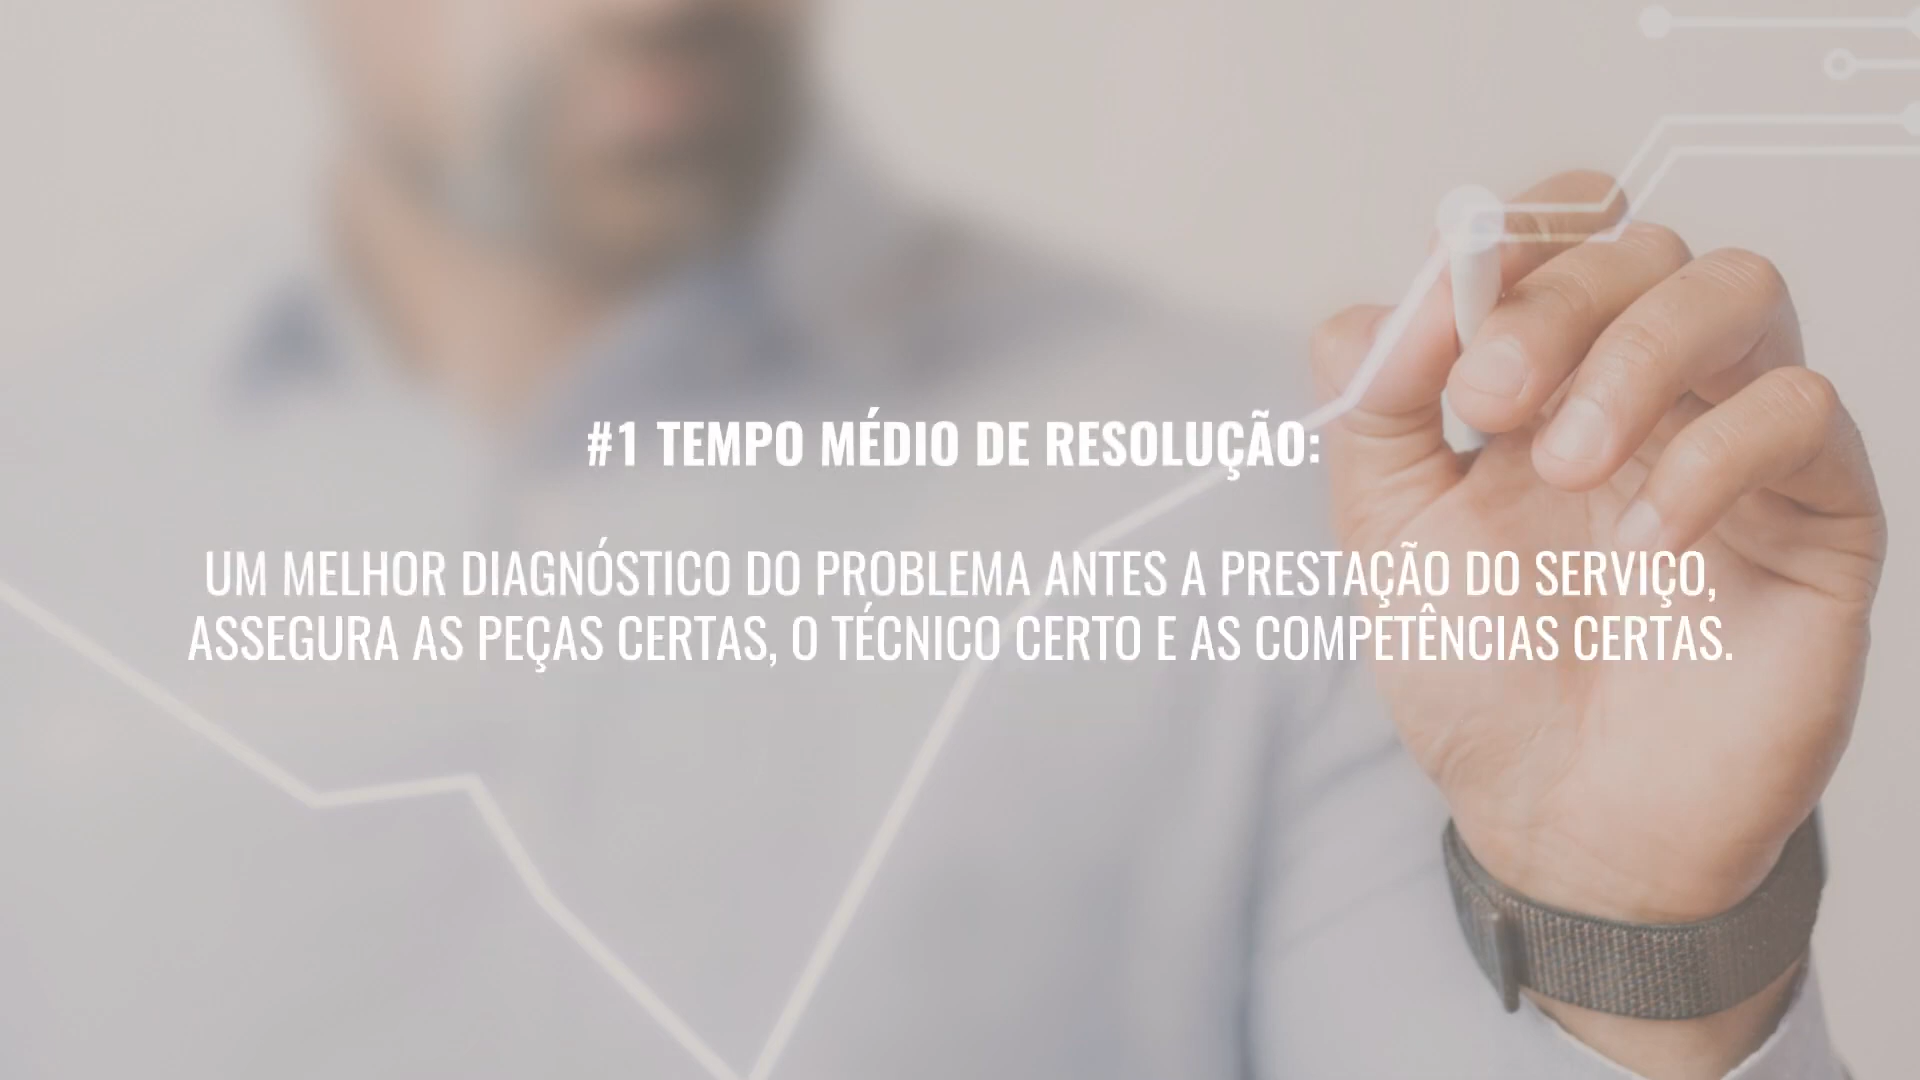 #1 TEMPO MÉDIO DE RESOLUÇÃO:
UM MELHOR DIAGNÓSTICO DO PROBLEMA ANTES A PRESTAÇÃO DO SERVIÇO,
ASSEGURA AS PEÇAS CERTAS, O TÉCNICO CERTO E AS COMPETÊNCIAS CERTAS.